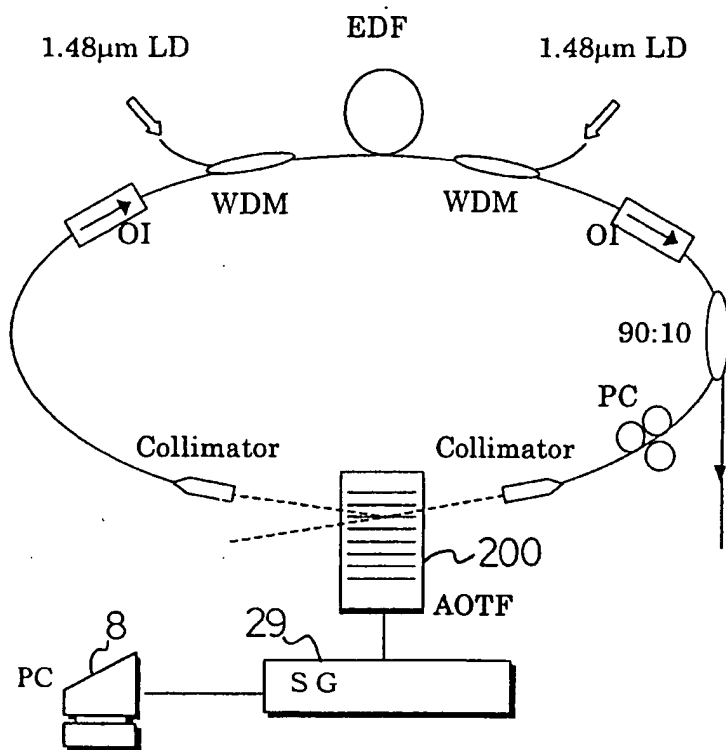 EDF
1.48μm LD
1.48μm LD
WDM
WDM
OI
OI
90:10
PC
Collimator
Collimator
200
AOTF
8
29
PC
SG